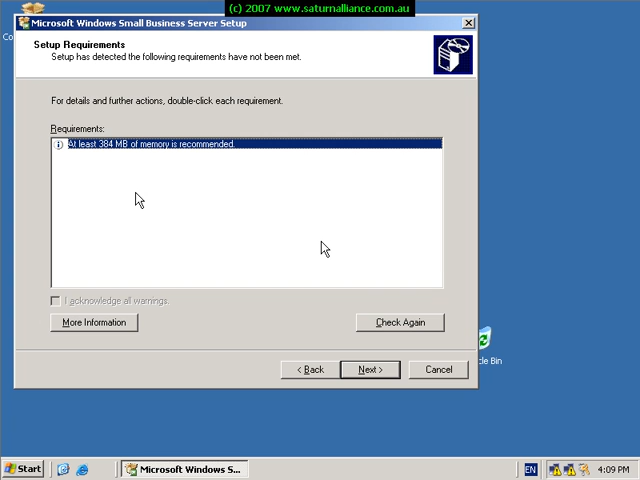 (c) 2007 www.saturnalliance.com.au
Microsoft Windows Small Business Server Setup
Setup Requirements
Setup has detected the following requirements have not been met.
For details and further actions, double-click each requirement.
Requirements:
At least 384 MB of memory is recommended.
I acknowledge all warnings.
More Information
Check Again
< Back
Next >
Cancel
cle Bin
Start
Microsoft Windows S...
EN
4:09 PM